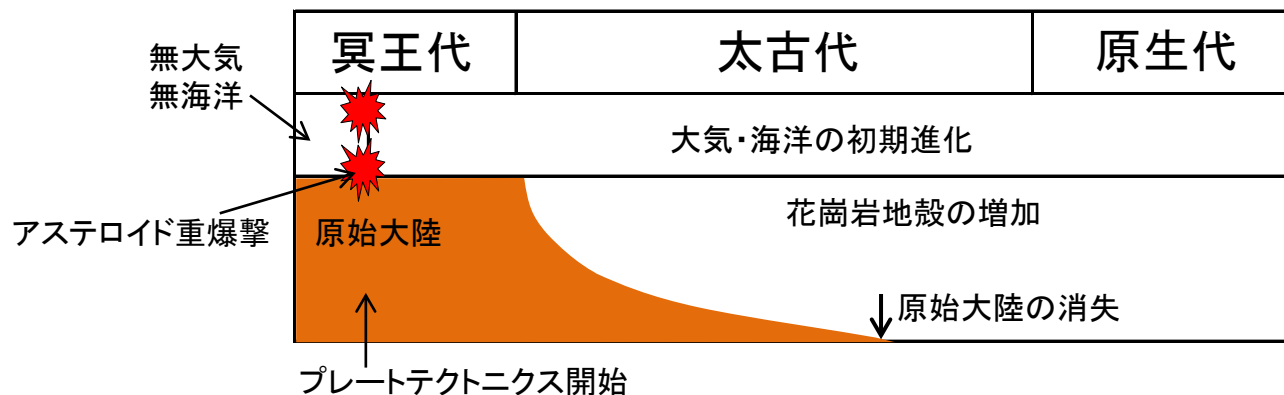 冥王代
太古代
原生代
無大気
無海洋
大気・海洋の初期進化
アステロイド重爆撃
原始大陸
花崗岩地殻の増加
原始大陸の消失
プレートテクトニクス開始